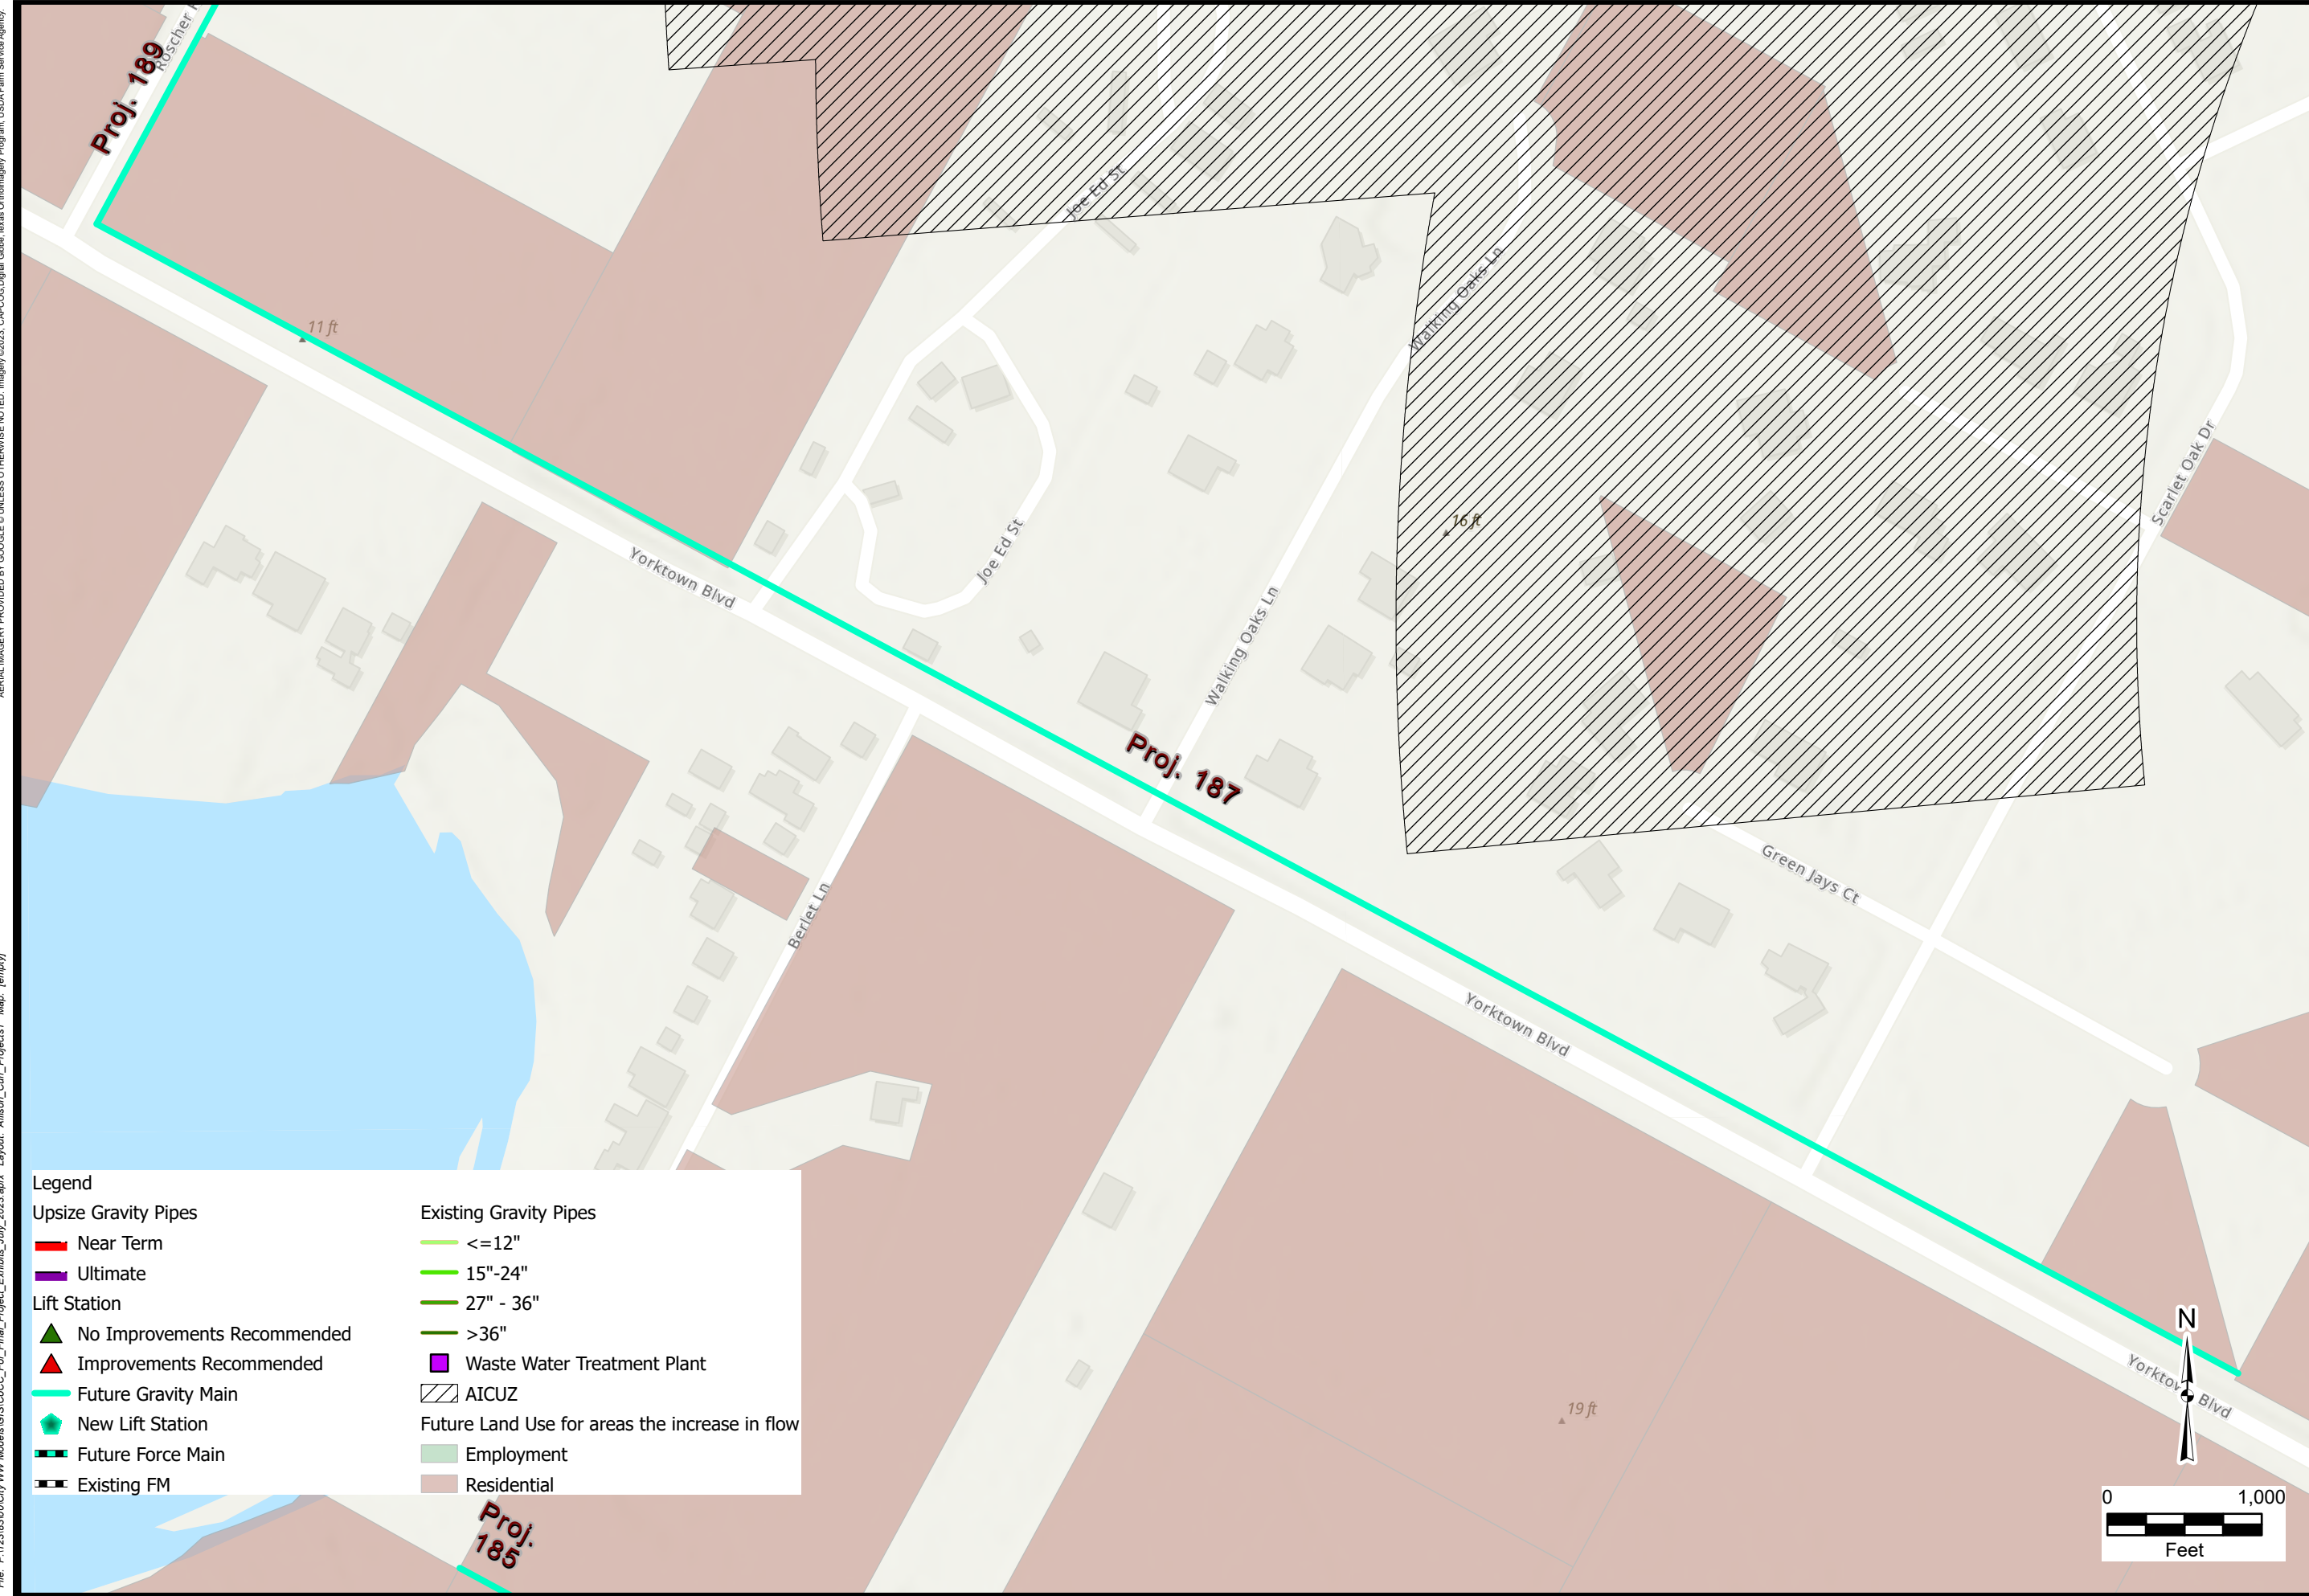 Proj. 189
Roscher
11 ft
Joe Ed St
Walking Oaks Ln
Scarlet Oak Dr
16 ft
Yorktown Blvd
Joe Ed St
Walking Oaks Ln
Proj. 187
Green Jays Ct
Berlet Ln
Yorktown Blvd
19 ft
Yorktown Blvd
Proj.
185
Legend
Upsize Gravity Pipes
Near Term
Ultimate
Lift Station
No Improvements Recommended
Improvements Recommended
Future Gravity Main
New Lift Station
Future Force Main
Existing FM
Existing Gravity Pipes
<=12"
15"-24"
27" - 36"
>36"
Waste Water Treatment Plant
AICUZ
Future Land Use for areas the increase in flow
Employment
Residential
N
0 1,000
Feet